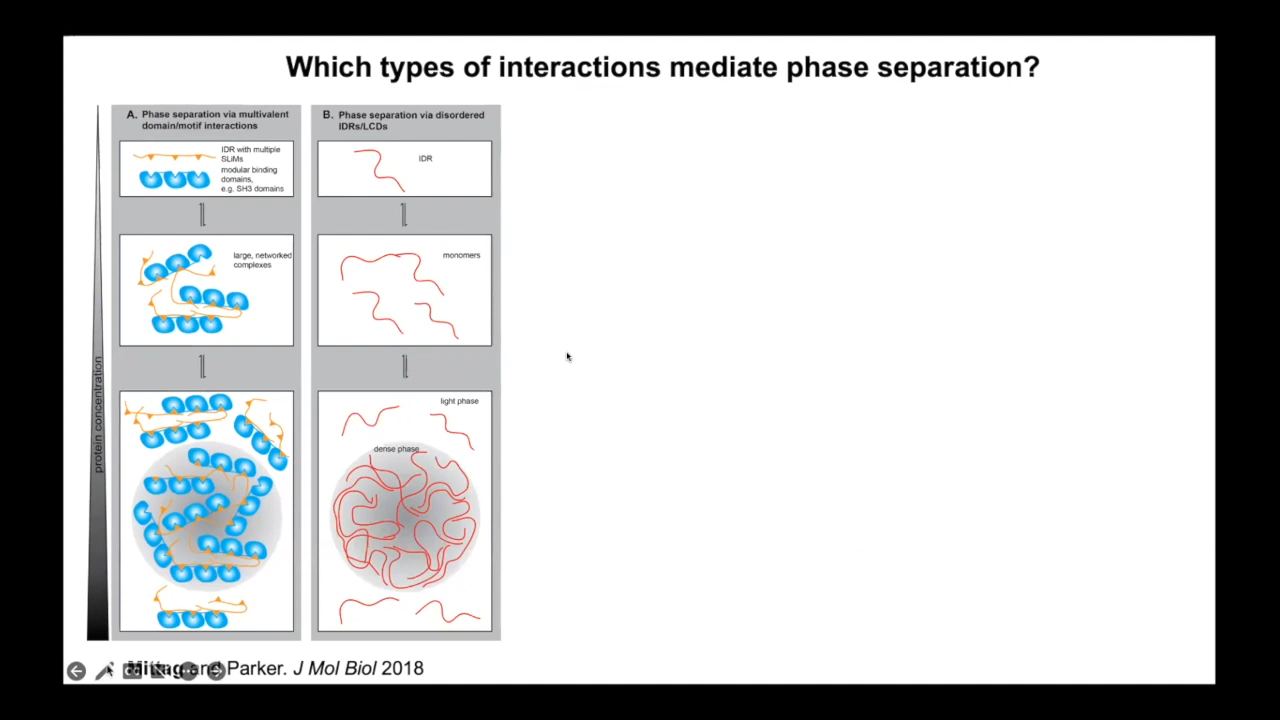 Which types of interactions mediate phase separation?
A. Phase separation via multivalent
domain/motif interactions
IDR with multiple
SLiMs
modular binding
domains,
e.g. SH3 domains
large, networked
complexes
B. Phase separation via disordered
IDRs/LCDs
IDR
monomers
light phase
dense phase
protein concentration
Mittag and Parker. J Mol Biol 2018